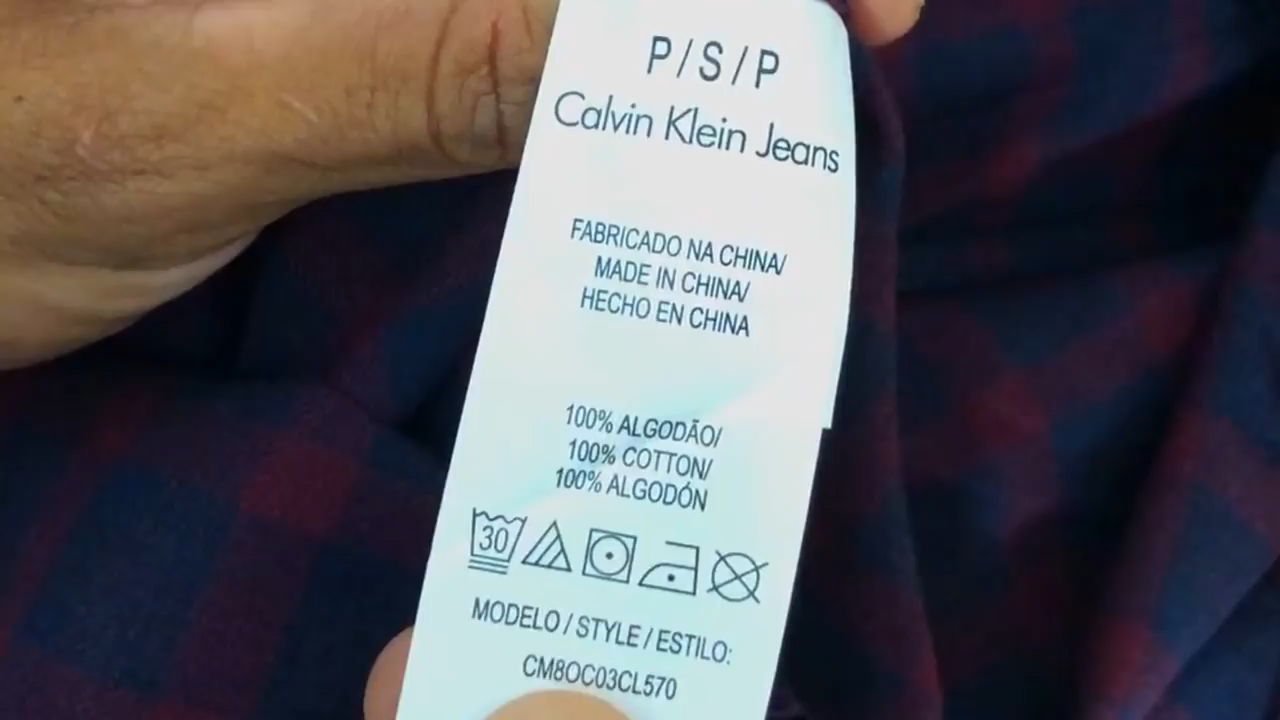 P/S/P
Calvin Klein Jeans
FABRICADO NA CHINA/
MADE IN CHINA/
HECHO EN CHINA
100% ALGODÃO/
100% COTTON/
100% ALGODÓN
30
MODELO / STYLE / ESTILO:
CM8OC03CL570